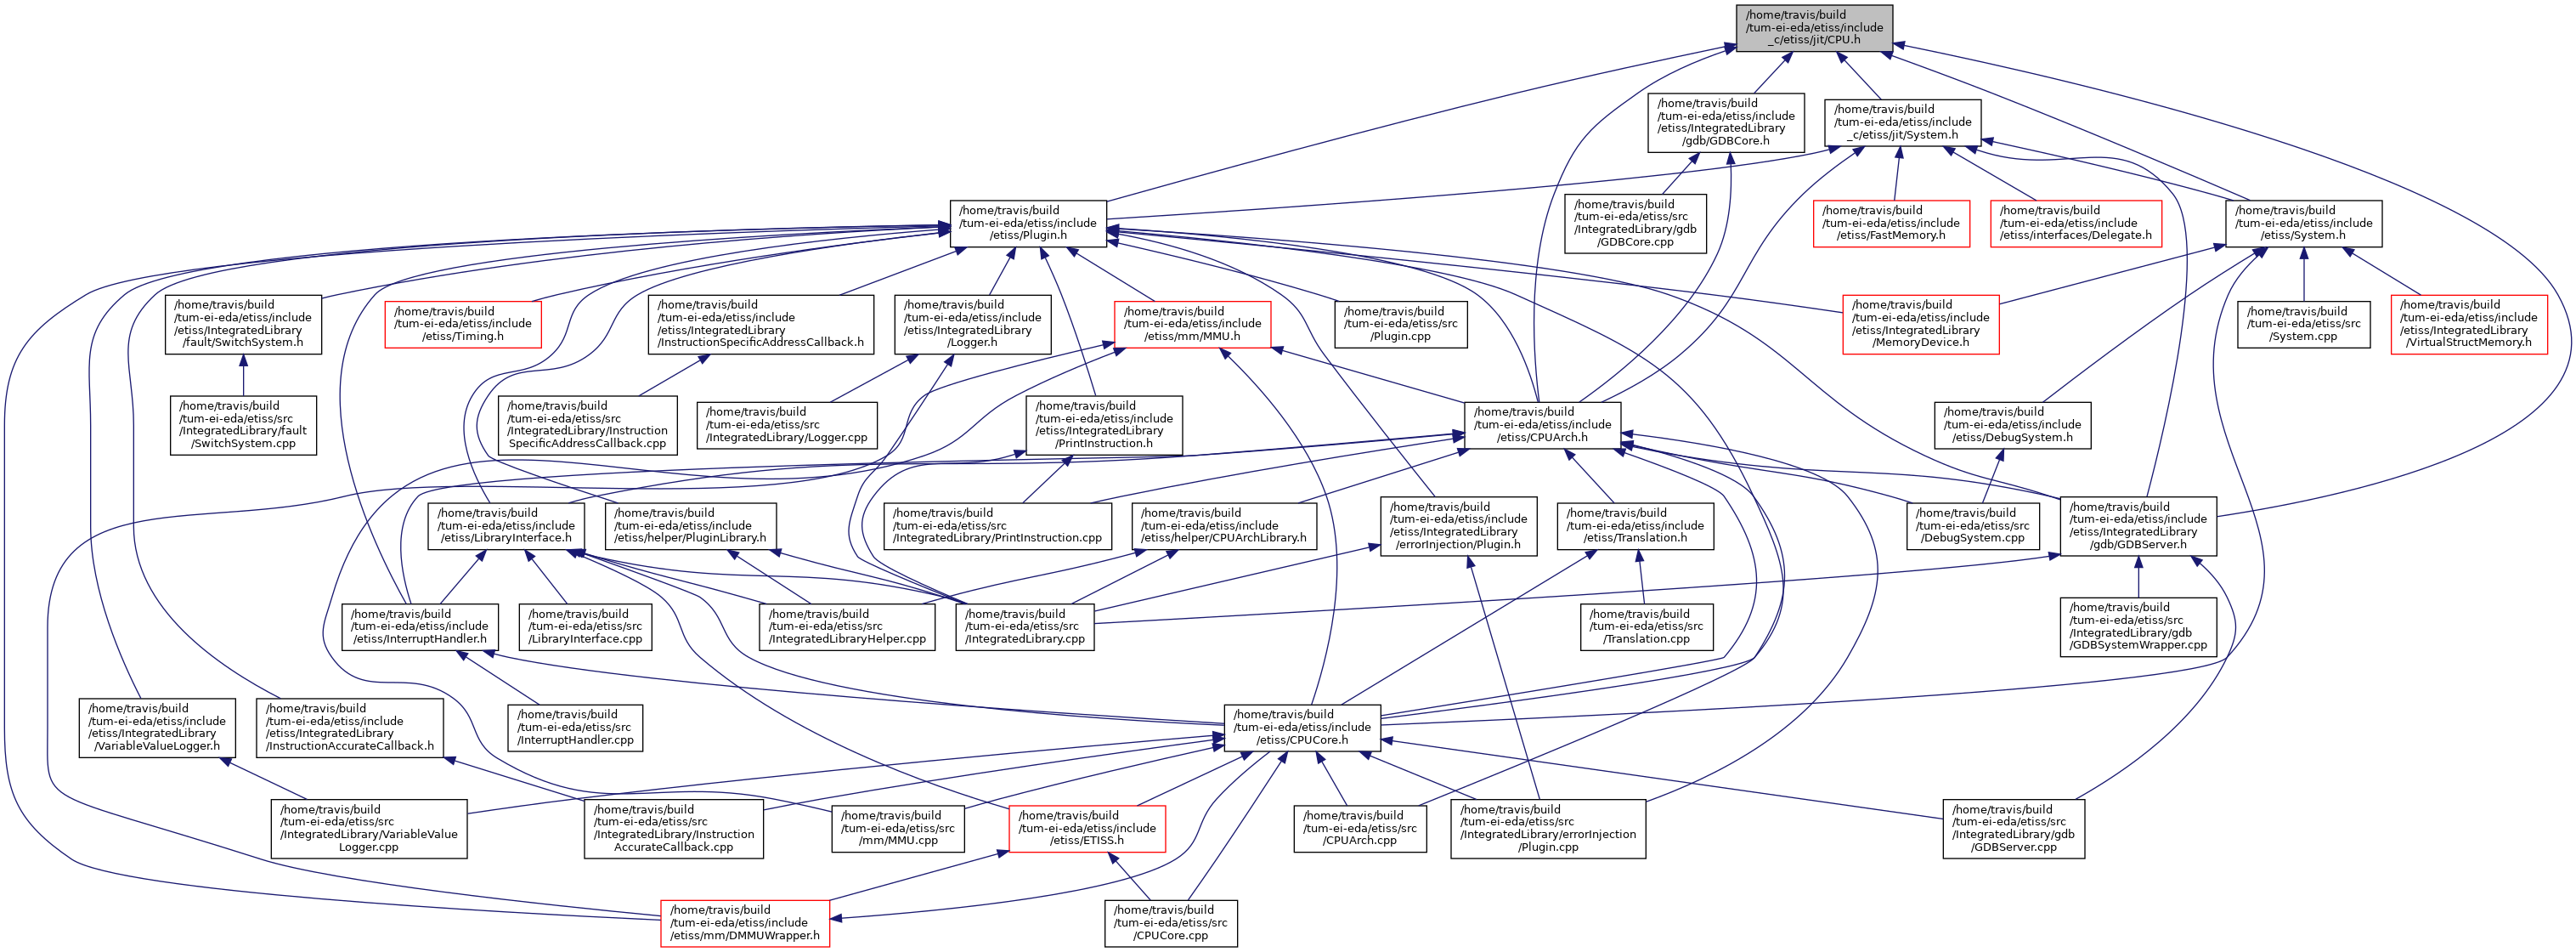 /home/travis/build
/tum-ei-eda/etiss/include
_c/etiss/jit/CPU.h
/home/travis/build
/tum-ei-eda/etiss/include
/etiss/IntegratedLibrary
/gdb/GDBCore.h
/home/travis/build
/tum-ei-eda/etiss/include
_c/etiss/jit/System.h
/home/travis/build
/tum-ei-eda/etiss/include
/etiss/Plugin.h
/home/travis/build
/tum-ei-eda/etiss/src
/IntegratedLibrary/gdb
/GDBCore.cpp
/home/travis/build
/tum-ei-eda/etiss/include
/etiss/FastMemory.h
/home/travis/build
/tum-ei-eda/etiss/include
/etiss/interfaces/Delegate.h
/home/travis/build
/tum-ei-eda/etiss/include
/etiss/System.h
/home/travis/build
/tum-ei-eda/etiss/include
/etiss/IntegratedLibrary
/fault/SwitchSystem.h
/home/travis/build
/tum-ei-eda/etiss/include
/etiss/Timing.h
/home/travis/build
/tum-ei-eda/etiss/include
/etiss/IntegratedLibrary
/InstructionSpecificAddressCallback.h
/home/travis/build
/tum-ei-eda/etiss/include
/etiss/IntegratedLibrary
/Logger.h
/home/travis/build
/tum-ei-eda/etiss/include
/etiss/mm/MMU.h
/home/travis/build
/tum-ei-eda/etiss/src
/Plugin.cpp
/home/travis/build
/tum-ei-eda/etiss/include
/etiss/IntegratedLibrary
/MemoryDevice.h
/home/travis/build
/tum-ei-eda/etiss/src
/System.cpp
/home/travis/build
/tum-ei-eda/etiss/include
/etiss/IntegratedLibrary
/VirtualStructMemory.h
/home/travis/build
/tum-ei-eda/etiss/src
/IntegratedLibrary/fault
/SwitchSystem.cpp
/home/travis/build
/tum-ei-eda/etiss/src
/IntegratedLibrary/Instruction
SpecificAddressCallback.cpp
/home/travis/build
/tum-ei-eda/etiss/src
/IntegratedLibrary/Logger.cpp
/home/travis/build
/tum-ei-eda/etiss/include
/etiss/IntegratedLibrary
/PrintInstruction.h
/home/travis/build
/tum-ei-eda/etiss/include
/etiss/CPUArch.h
/home/travis/build
/tum-ei-eda/etiss/include
/etiss/DebugSystem.h
/home/travis/build
/tum-ei-eda/etiss/include
/etiss/LibraryInterface.h
/home/travis/build
/tum-ei-eda/etiss/include
/etiss/helper/PluginLibrary.h
/home/travis/build
/tum-ei-eda/etiss/src
/IntegratedLibrary/PrintInstruction.cpp
/home/travis/build
/tum-ei-eda/etiss/include
/etiss/helper/CPUArchLibrary.h
/home/travis/build
/tum-ei-eda/etiss/include
/etiss/IntegratedLibrary
/errorInjection/Plugin.h
/home/travis/build
/tum-ei-eda/etiss/include
/etiss/Translation.h
/home/travis/build
/tum-ei-eda/etiss/src
/DebugSystem.cpp
/home/travis/build
/tum-ei-eda/etiss/include
/etiss/IntegratedLibrary
/gdb/GDBServer.h
/home/travis/build
/tum-ei-eda/etiss/include
/etiss/InterruptHandler.h
/home/travis/build
/tum-ei-eda/etiss/src
/LibraryInterface.cpp
/home/travis/build
/tum-ei-eda/etiss/src
/IntegratedLibraryHelper.cpp
/home/travis/build
/tum-ei-eda/etiss/src
/IntegratedLibrary.cpp
/home/travis/build
/tum-ei-eda/etiss/src
/Translation.cpp
/home/travis/build
/tum-ei-eda/etiss/src
/IntegratedLibrary/gdb
/GDBSystemWrapper.cpp
/home/travis/build
/tum-ei-eda/etiss/include
/etiss/IntegratedLibrary
/VariableValueLogger.h
/home/travis/build
/tum-ei-eda/etiss/include
/etiss/IntegratedLibrary
/InstructionAccurateCallback.h
/home/travis/build
/tum-ei-eda/etiss/src
/InterruptHandler.cpp
/home/travis/build
/tum-ei-eda/etiss/include
/etiss/CPUCore.h
/home/travis/build
/tum-ei-eda/etiss/src
/IntegratedLibrary/VariableValue
Logger.cpp
/home/travis/build
/tum-ei-eda/etiss/src
/IntegratedLibrary/Instruction
AccurateCallback.cpp
/home/travis/build
/tum-ei-eda/etiss/src
/mm/MMU.cpp
/home/travis/build
/tum-ei-eda/etiss/include
/etiss/ETISS.h
/home/travis/build
/tum-ei-eda/etiss/src
/CPUArch.cpp
/home/travis/build
/tum-ei-eda/etiss/src
/IntegratedLibrary/errorInjection
/Plugin.cpp
/home/travis/build
/tum-ei-eda/etiss/src
/IntegratedLibrary/gdb
/GDBServer.cpp
/home/travis/build
/tum-ei-eda/etiss/include
/etiss/mm/DMMUWrapper.h
/home/travis/build
/tum-ei-eda/etiss/src
/CPUCore.cpp